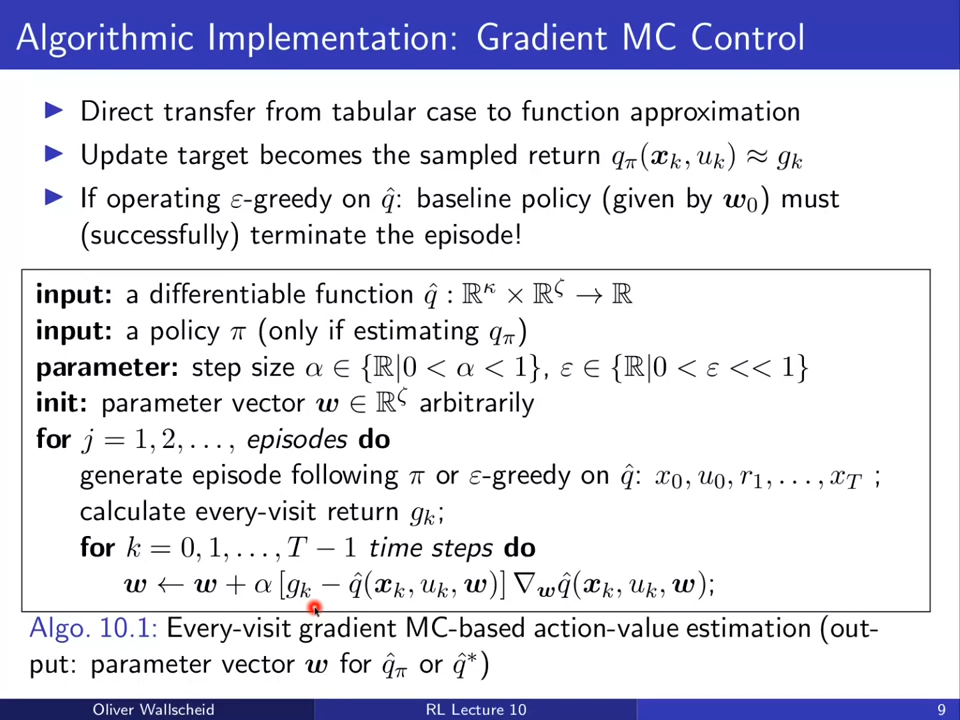 Algorithmic Implementation: Gradient MC Control
▶ Direct transfer from tabular case to function approximation
▶ Update target becomes the sampled return qπ(xk, uk) ≈ gk
▶ If operating ε-greedy on q̂: baseline policy (given by w0) must
(successfully) terminate the episode!
input: a differentiable function q̂ : ℝ^κ × ℝ^ζ → ℝ
input: a policy π (only if estimating qπ)
parameter: step size α ∈ {ℝ|0 < α < 1}, ε ∈ {ℝ|0 < ε << 1}
init: parameter vector w ∈ ℝ^ζ arbitrarily
for j = 1, 2, . . . , episodes do
generate episode following π or ε-greedy on q̂: x0, u0, r1, . . . , xT ;
calculate every-visit return gk;
for k = 0, 1, . . . , T − 1 time steps do
w ← w + α [gk − q̂(xk, uk, w)] ∇w q̂(xk, uk, w);
Algo. 10.1: Every-visit gradient MC-based action-value estimation (out-
put: parameter vector w for q̂π or q̂*)
Oliver Wallscheid RL Lecture 10 9